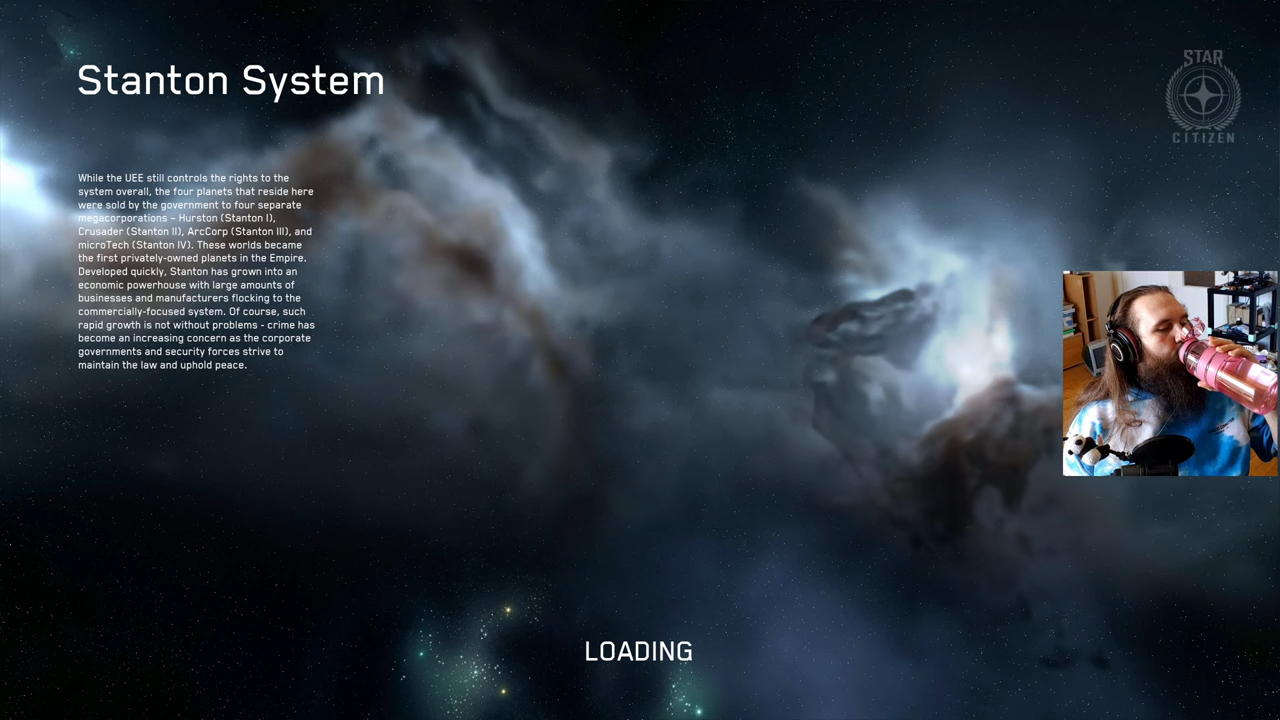 Stanton System
STAR
CITIZEN
While the UEE still controls the rights to the
system overall, the four planets that reside here
were sold by the government to four separate
megacorporations – Hurston (Stanton I),
Crusader (Stanton II), ArcCorp (Stanton III), and
microTech (Stanton IV). These worlds became
the first privately-owned planets in the Empire.
Developed quickly, Stanton has grown into an
economic powerhouse with large amounts of
businesses and manufacturers flocking to the
commercially-focused system. Of course, such
rapid growth is not without problems - crime has
become an increasing concern as the corporate
governments and security forces strive to
maintain the law and uphold peace.
LOADING